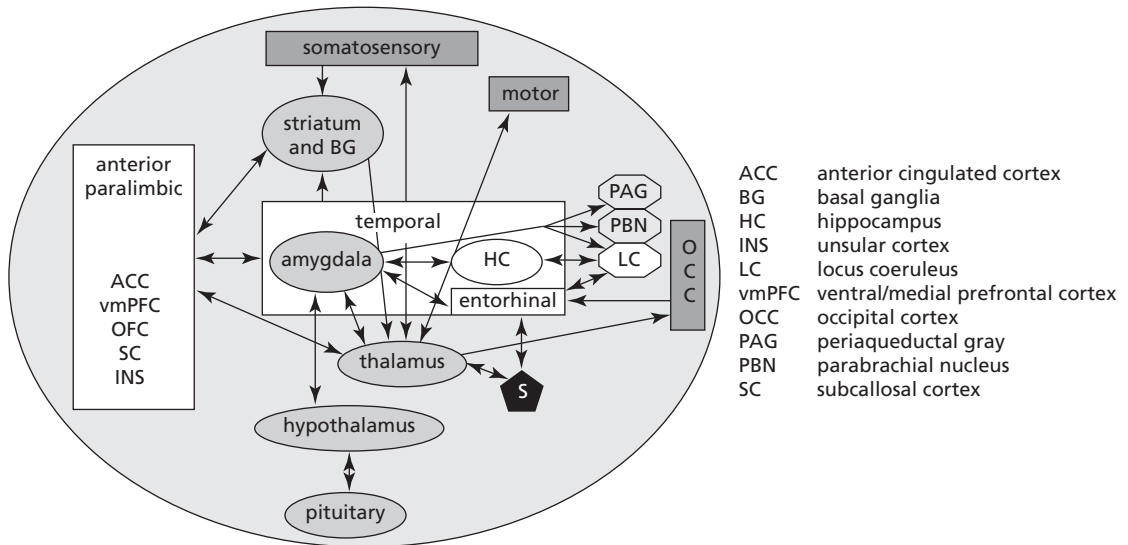 somatosensory
motor
striatum
and BG
anterior
paralimbic
ACC
vmPFC
OFC
SC
INS
temporal
amygdala
HC
entorhinal
PAG
PBN
LC
O
C
C
thalamus
S
hypothalamus
pituitary
ACC anterior cingulated cortex
BG basal ganglia
HC hippocampus
INS unsular cortex
LC locus coeruleus
vmPFC ventral/medial prefrontal cortex
OCC occipital cortex
PAG periaqueductal gray
PBN parabrachial nucleus
SC subcallosal cortex